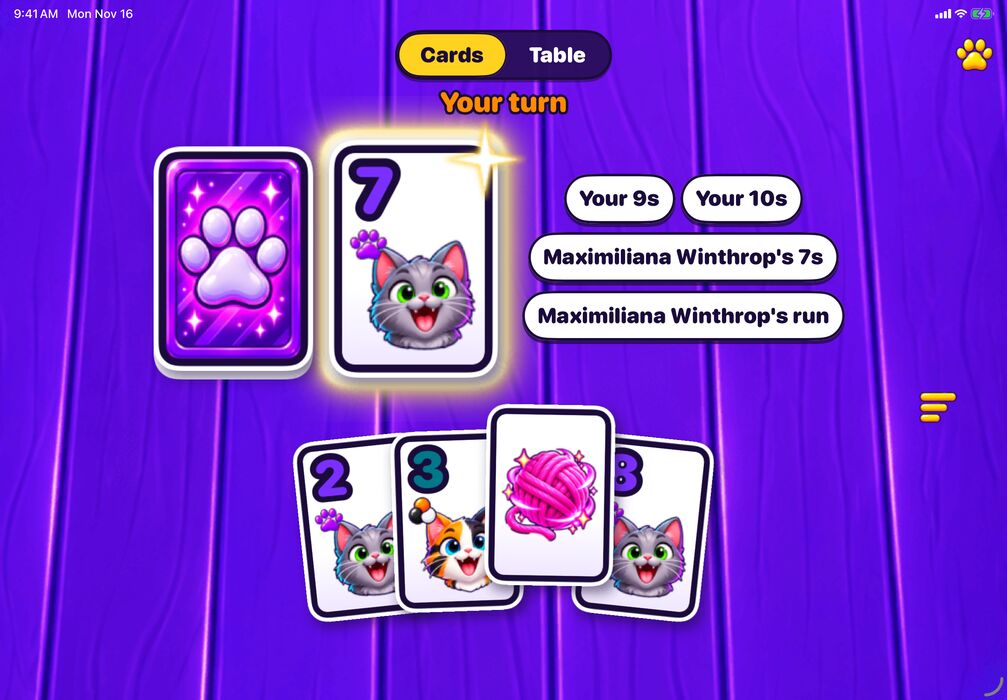 9:41 AM Mon Nov 16
Cards Table
Your turn
7
Your 9s Your 10s
Maximiliana Winthrop's 7s
Maximiliana Winthrop's run
2 3 8